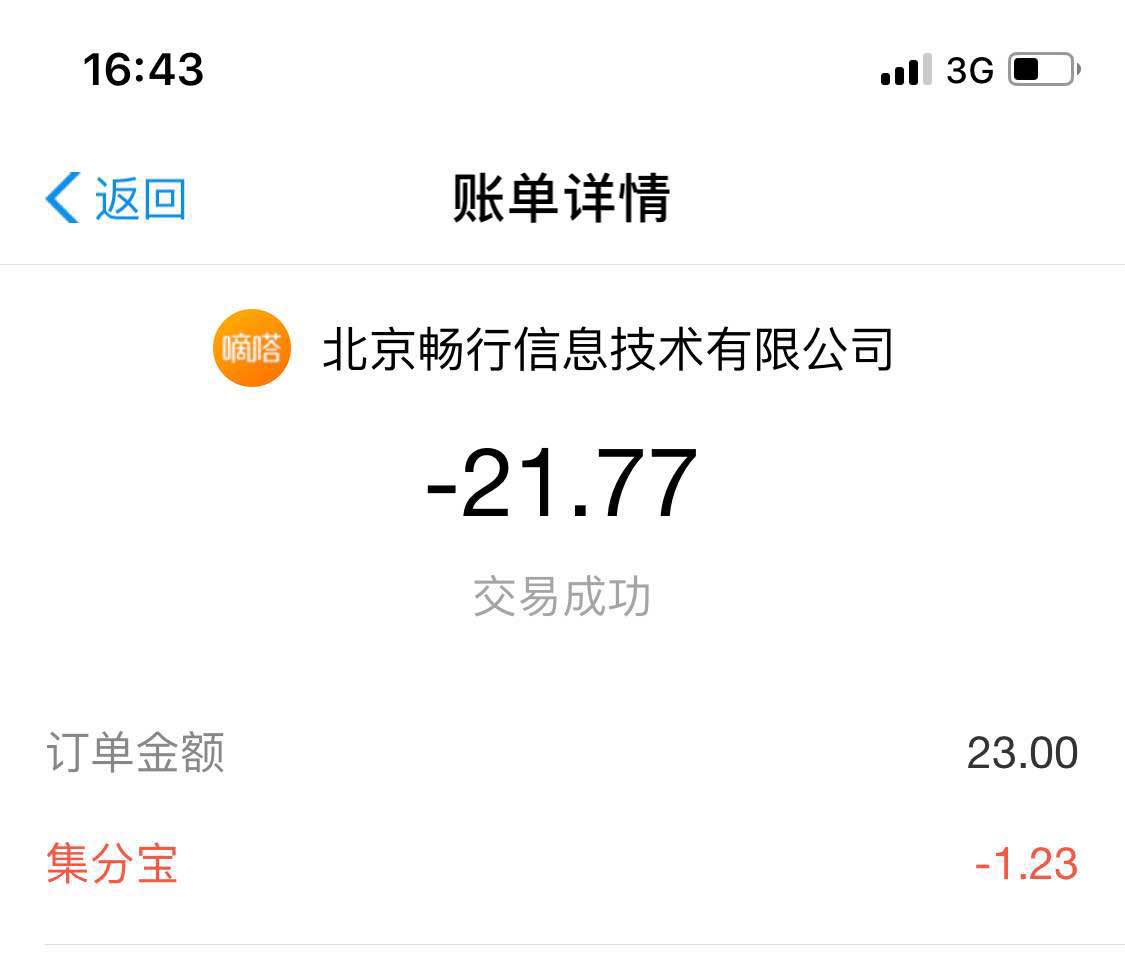 16:43 3G
返回 账单详情
嘀嗒 北京畅行信息技术有限公司
-21.77
交易成功
订单金额 23.00
集分宝 -1.23